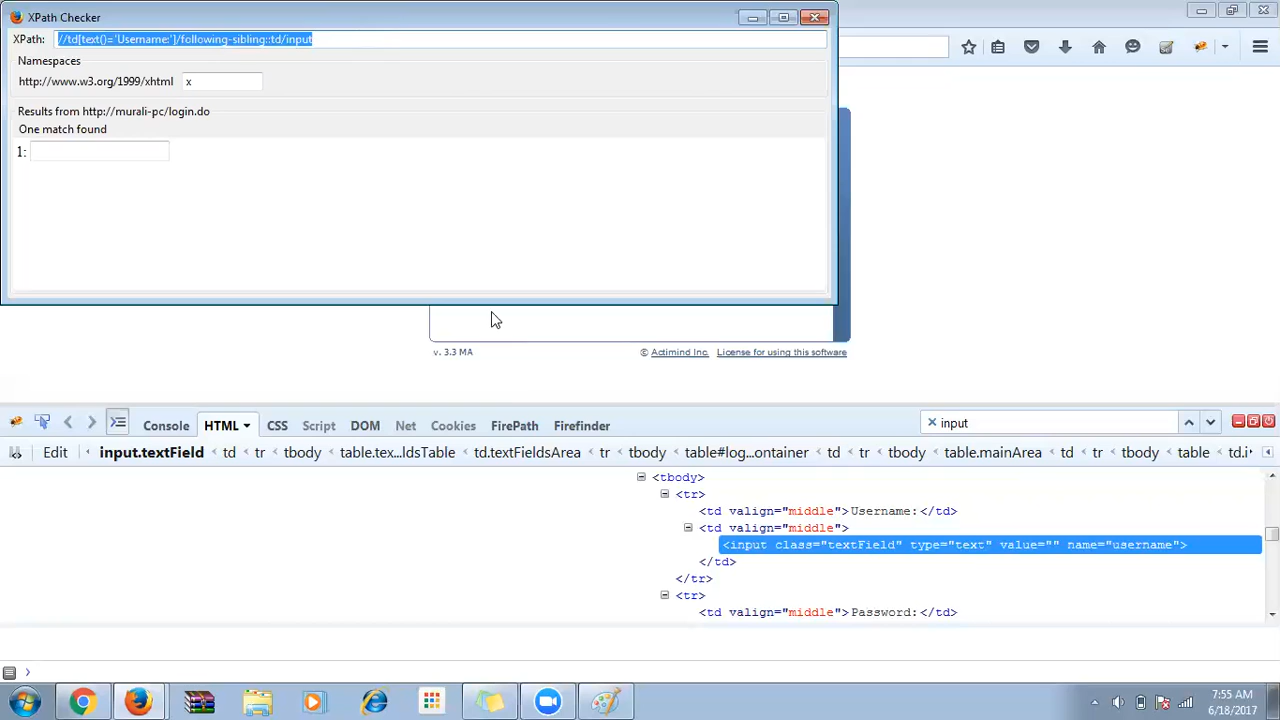 XPath Checker
XPath: //td[text()='Username:']/following-sibling::td/input
Namespaces
http://www.w3.org/1999/xhtml x
Results from http://murali-pc/login.do
One match found
1:
v. 3.3 MA © Actimind Inc. License for using this software
Console HTML CSS Script DOM Net Cookies FirePath Firefinder input
Edit input.textField td tr tbody table.tex...ldsTable td.textFieldsArea tr tbody table#log...ontainer td tr tbody table.mainArea td tr tbody table td.i
<tbody>
<tr>
<td valign="middle">Username:</td>
<td valign="middle">
<input class="textField" type="text" value="" name="username">
</td>
</tr>
<tr>
<td valign="middle">Password:</td>
7:55 AM
6/18/2017